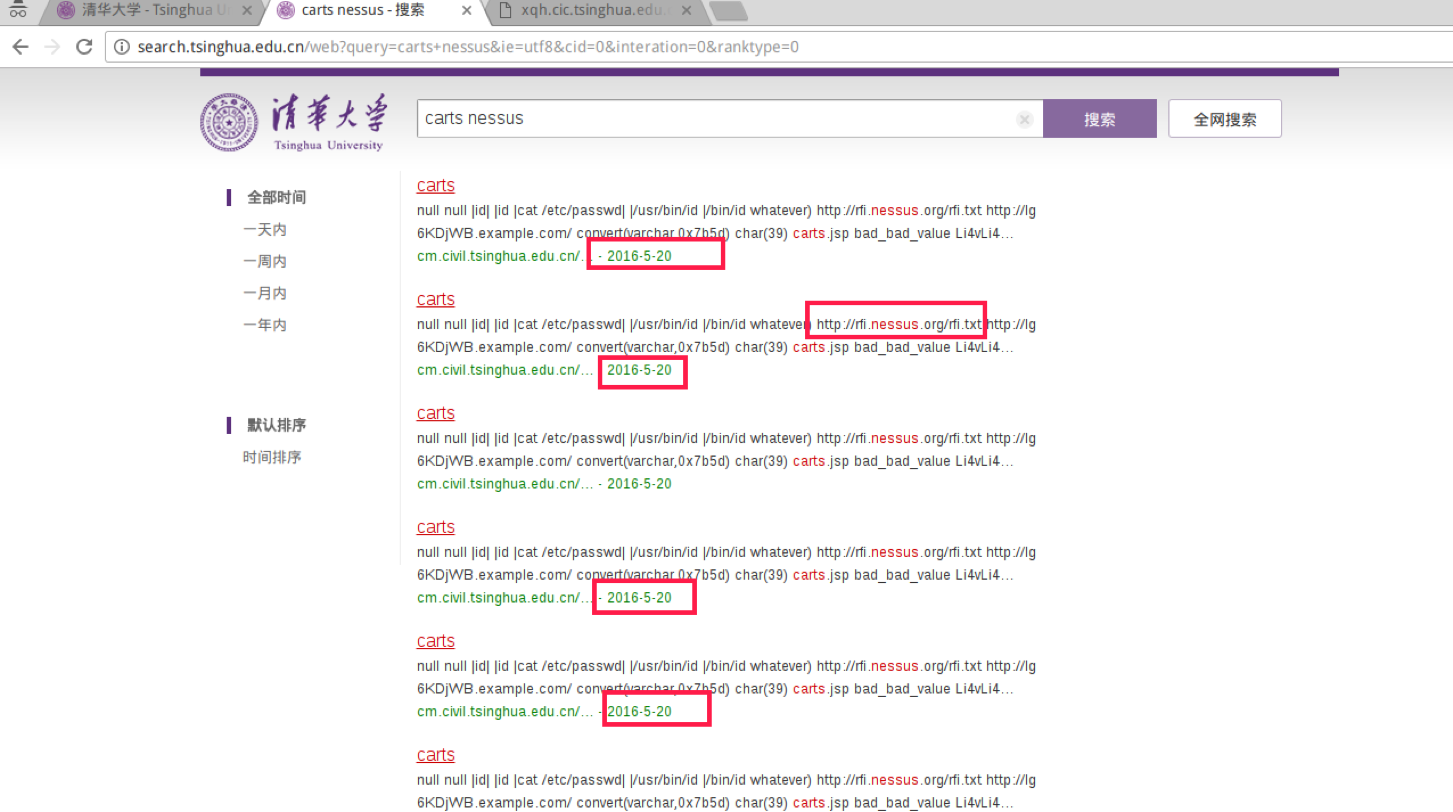 清华大学 - Tsinghua U
carts nessus - 搜索
xqh.cic.tsinghua.edu.
search.tsinghua.edu.cn/web?query=carts+nessus&ie=utf8&cid=0&interation=0&ranktype=0
清华大学
Tsinghua University
carts nessus
搜索
全网搜索
全部时间
一天内
一周内
一月内
一年内
默认排序
时间排序
carts
null null |id| |id |cat /etc/passwd| |/usr/bin/id |/bin/id whatever) http://rfi.nessus.org/rfi.txt http://lg
6KDjWB.example.com/ convert(varchar,0x7b5d) char(39) carts.jsp bad_bad_value Li4vLi4...
cm.civil.tsinghua.edu.cn/... - 2016-5-20
carts
null null |id| |id |cat /etc/passwd| |/usr/bin/id |/bin/id whatever) http://rfi.nessus.org/rfi.txt http://lg
6KDjWB.example.com/ convert(varchar,0x7b5d) char(39) carts.jsp bad_bad_value Li4vLi4...
cm.civil.tsinghua.edu.cn/... 2016-5-20
carts
null null |id| |id |cat /etc/passwd| |/usr/bin/id |/bin/id whatever) http://rfi.nessus.org/rfi.txt http://lg
6KDjWB.example.com/ convert(varchar,0x7b5d) char(39) carts.jsp bad_bad_value Li4vLi4...
cm.civil.tsinghua.edu.cn/... - 2016-5-20
carts
null null |id| |id |cat /etc/passwd| |/usr/bin/id |/bin/id whatever) http://rfi.nessus.org/rfi.txt http://lg
6KDjWB.example.com/ convert(varchar,0x7b5d) char(39) carts.jsp bad_bad_value Li4vLi4...
cm.civil.tsinghua.edu.cn/... - 2016-5-20
carts
null null |id| |id |cat /etc/passwd| |/usr/bin/id |/bin/id whatever) http://rfi.nessus.org/rfi.txt http://lg
6KDjWB.example.com/ convert(varchar,0x7b5d) char(39) carts.jsp bad_bad_value Li4vLi4...
cm.civil.tsinghua.edu.cn/... - 2016-5-20
carts
null null |id| |id |cat /etc/passwd| |/usr/bin/id |/bin/id whatever) http://rfi.nessus.org/rfi.txt http://lg
6KDjWB.example.com/ convert(varchar,0x7b5d) char(39) carts.jsp bad_bad_value Li4vLi4...